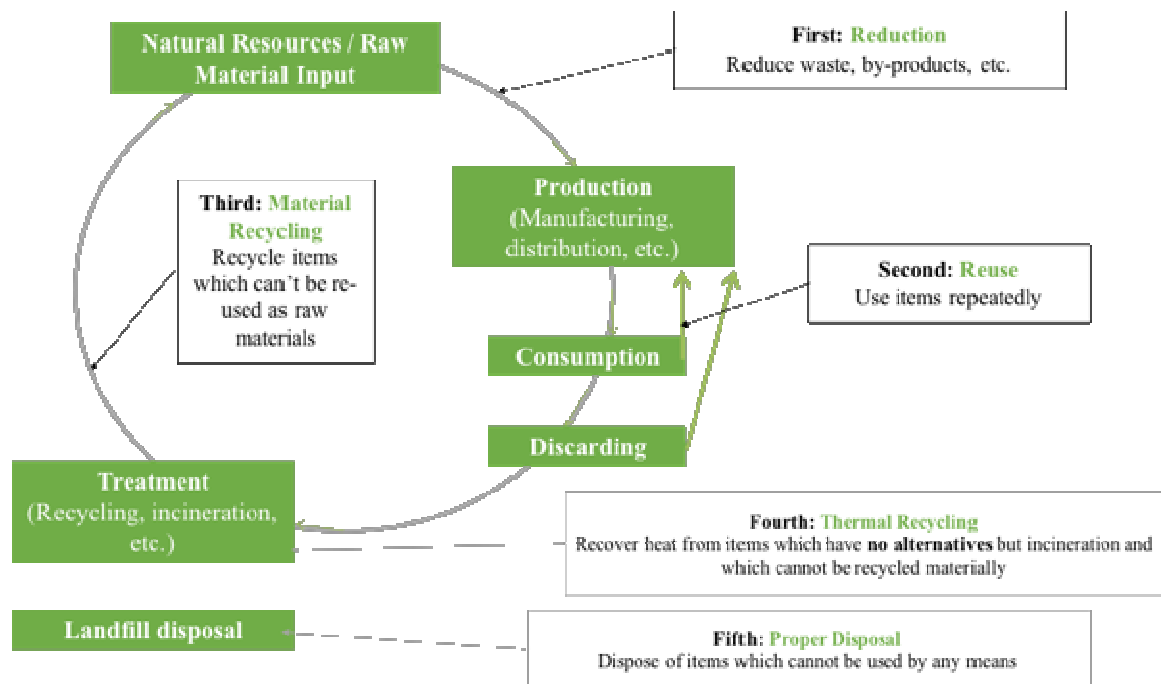 Natural Resources / Raw
Material Input
First: Reduction
Reduce waste, by-products, etc.
Production
(Manufacturing,
distribution, etc.)
Third: Material
Recycling
Recycle items
which can't be re-
used as raw
materials
Second: Reuse
Use items repeatedly
Consumption
Discarding
Treatment
(Recycling, incineration,
etc.)
Fourth: Thermal Recycling
Recover heat from items which have no alternatives but incineration and
which cannot be recycled materially
Landfill disposal
Fifth: Proper Disposal
Dispose of items which cannot be used by any means